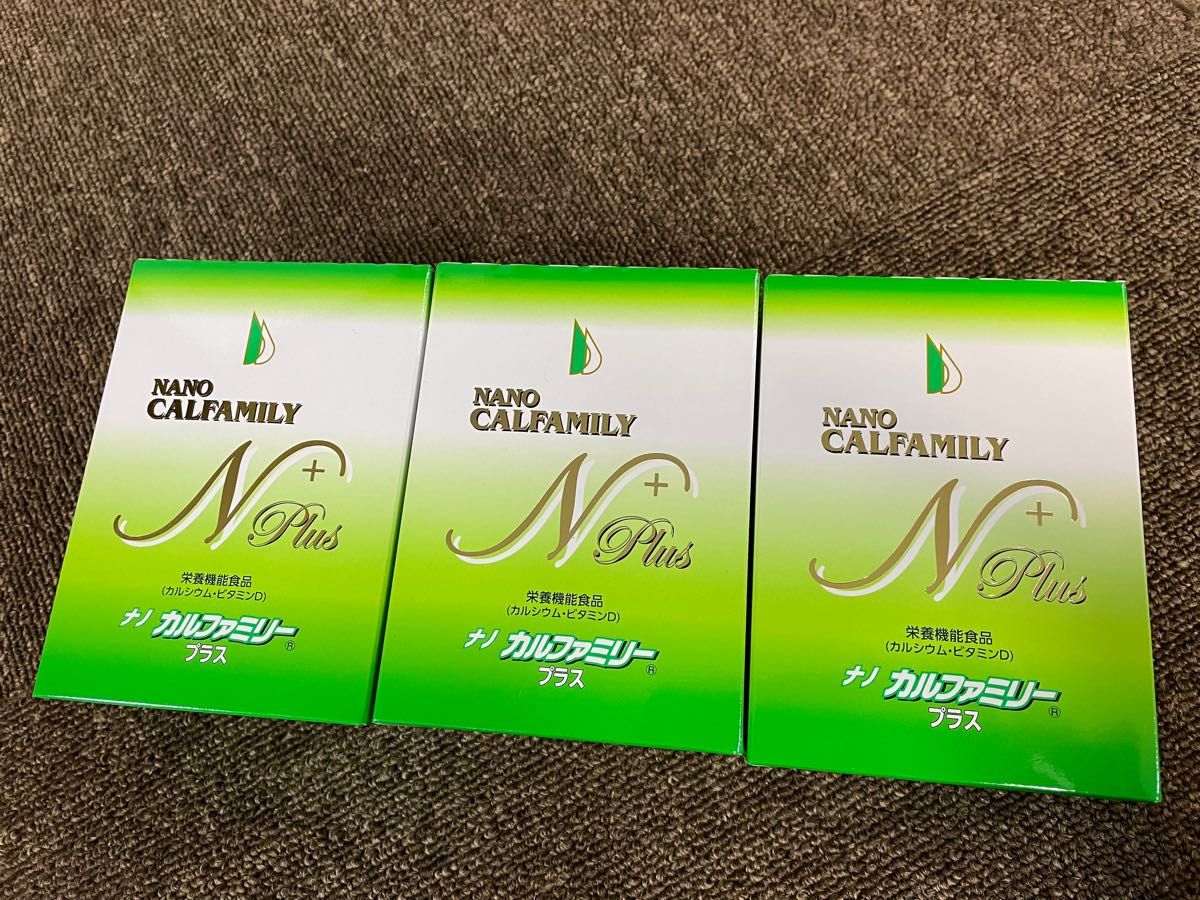 NANO
CALFAMILY
N+
Plus
栄養機能食品
(カルシウム・ビタミンD)
ナノ カルファミリー®
プラス
NANO
CALFAMILY
N+
Plus
栄養機能食品
(カルシウム・ビタミンD)
ナノ カルファミリー®
プラス
NANO
CALFAMILY
N+
Plus
栄養機能食品
(カルシウム・ビタミンD)
ナノ カルファミリー®
プラス